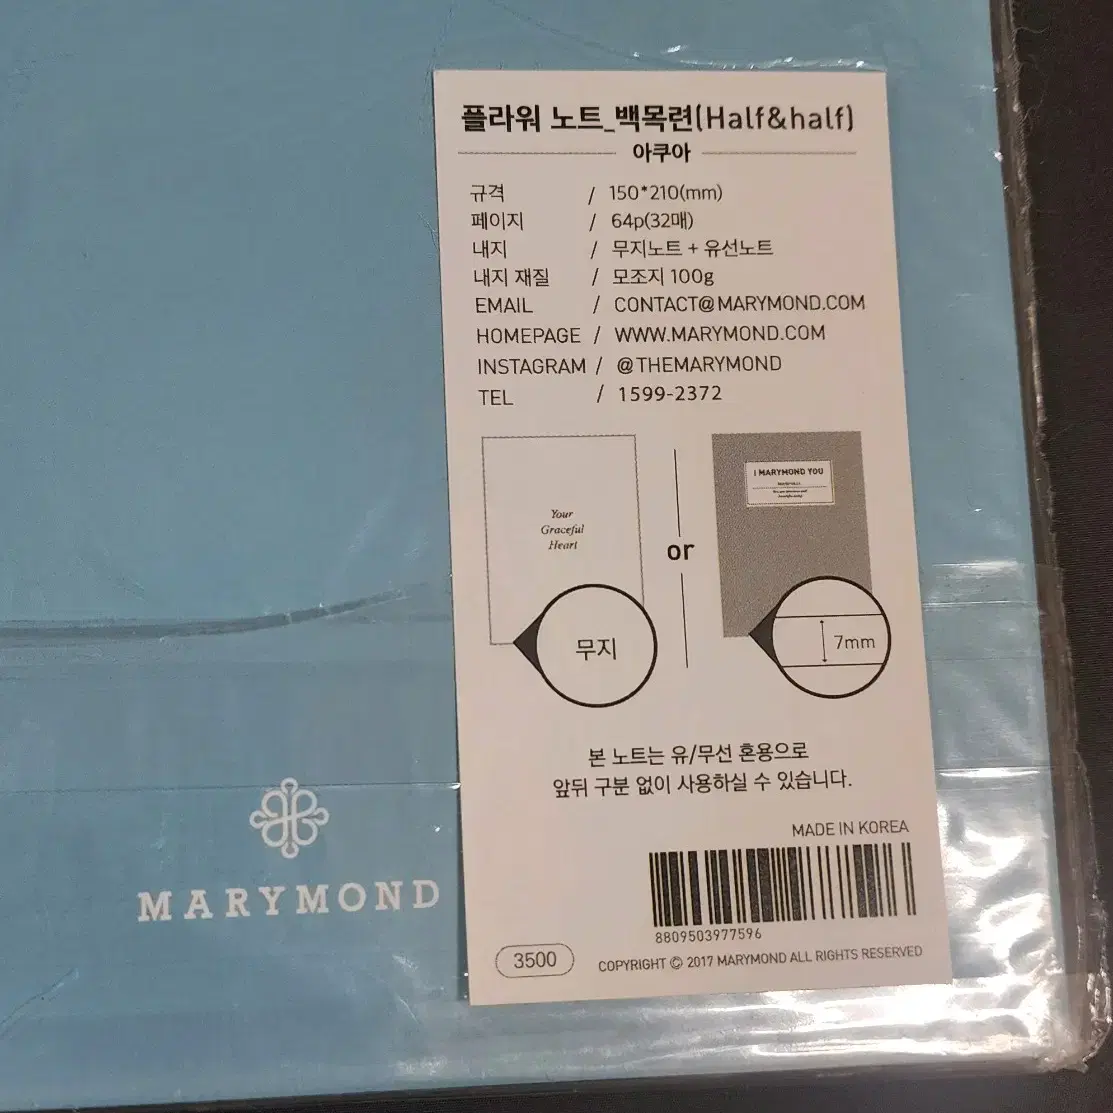 플라워 노트_백목련(Half&half)
아쿠아
규격 / 150*210(mm)
페이지 / 64p(32매)
내지 / 무지노트 + 유선노트
내지 재질 / 모조지 100g
EMAIL / CONTACT@MARYMOND.COM
HOMEPAGE / WWW.MARYMOND.COM
INSTAGRAM / @THEMARYMOND
TEL / 1599-2372
Your
Graceful
Heart
무지
or
I MARYMOND YOU
7mm
본 노트는 유/무선 혼용으로
앞뒤 구분 없이 사용하실 수 있습니다.
MADE IN KOREA
8809503977596
3500
COPYRIGHT © 2017 MARYMOND ALL RIGHTS RESERVED
MARYMOND